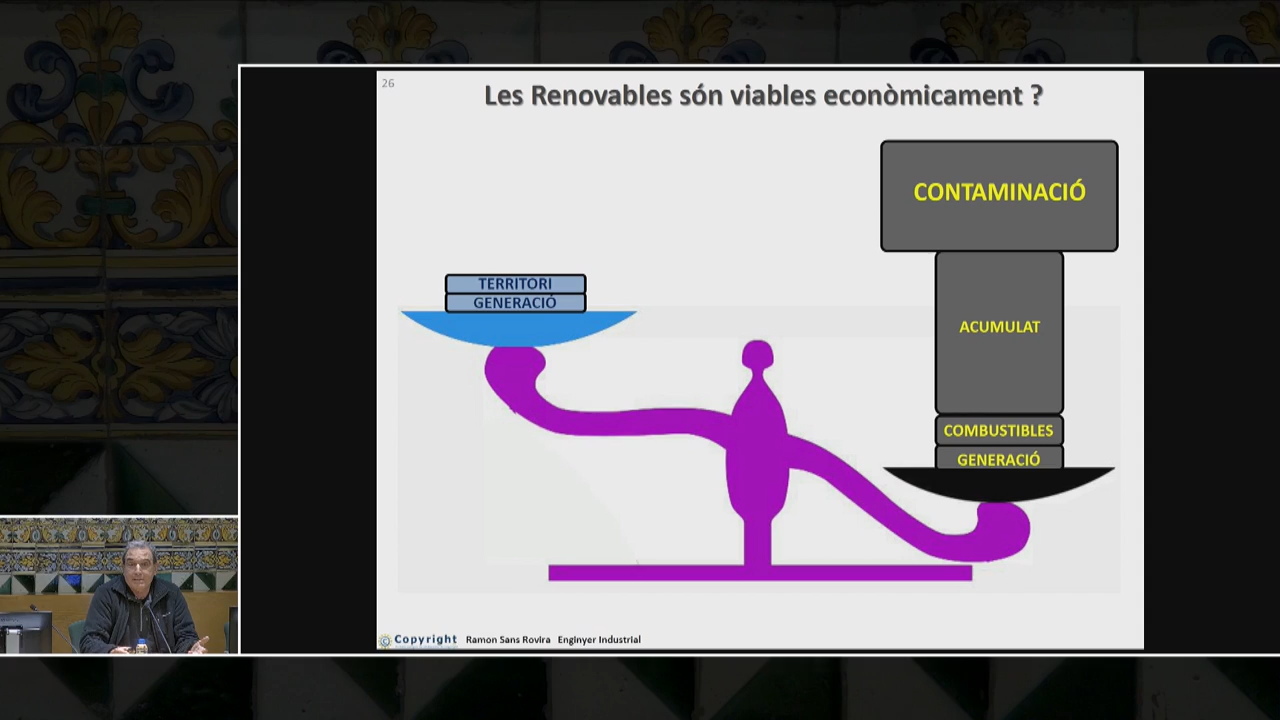 26
Les Renovables són viables econòmicament ?
CONTAMINACIÓ
TERRITORI
GENERACIÓ
ACUMULAT
COMBUSTIBLES
GENERACIÓ
Copyright Ramon Sans Rovira Enginyer Industrial